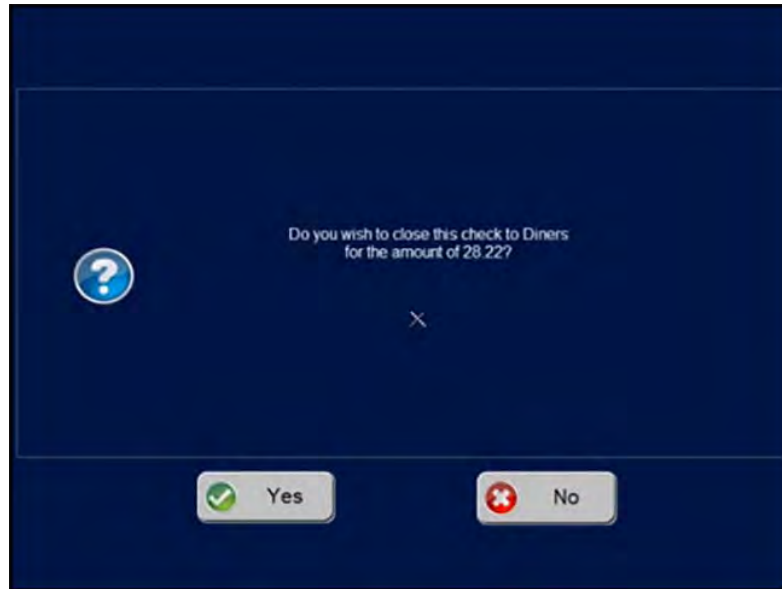 Do you wish to close this check to Diners
for the amount of 28.22?
Yes
No